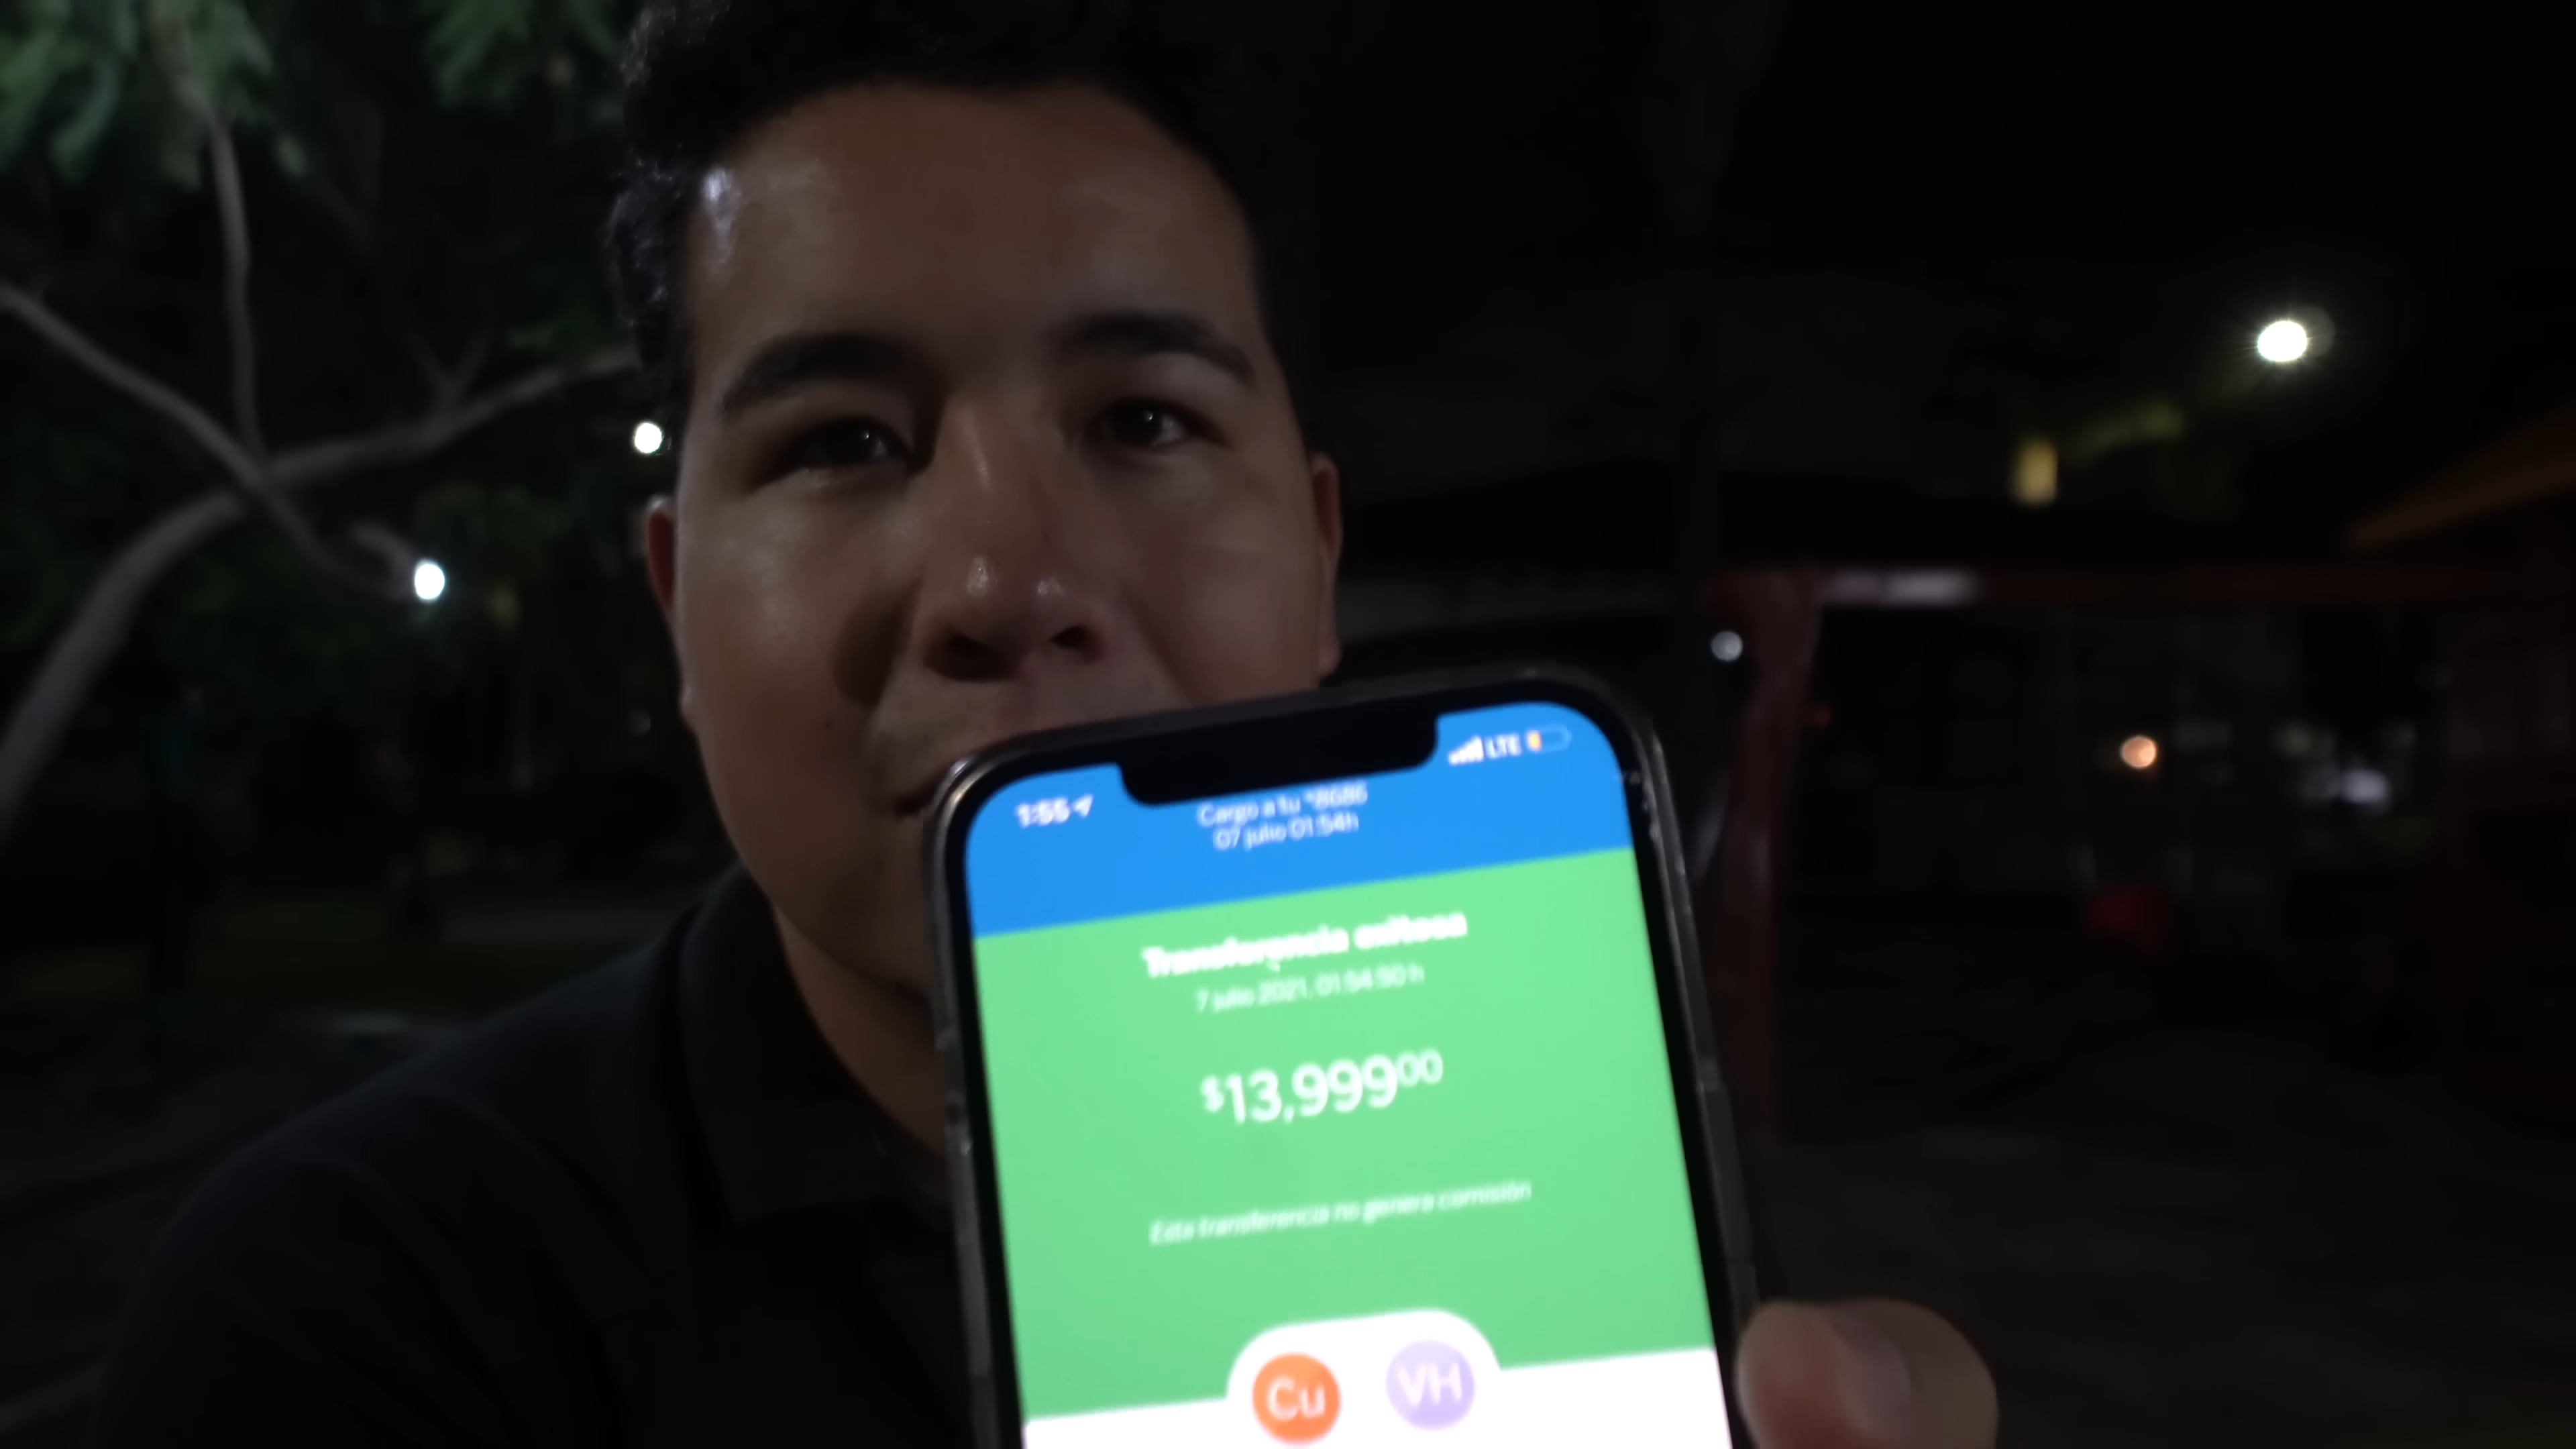 1:55
LTE
Cargo a tu *8686
07 julio 01:54h
Transferencia exitosa
7 julio 2021, 01:54:50 h
$13,999⁰⁰
Esta transferencia no genera comisión
Cu
VH